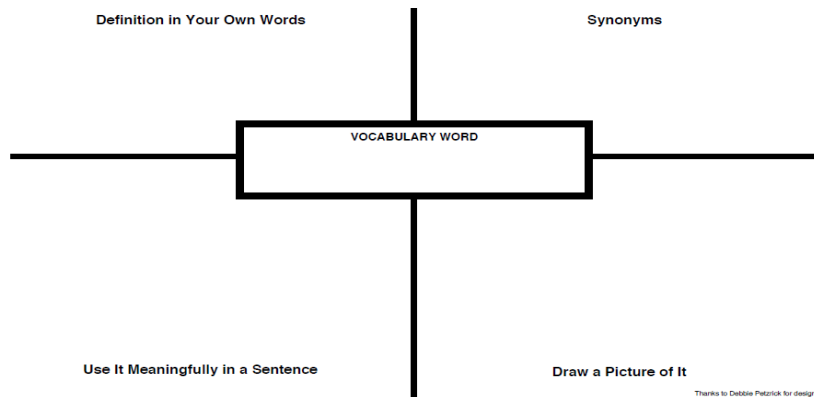 Definition in Your Own Words
Synonyms
VOCABULARY WORD
Use It Meaningfully in a Sentence
Draw a Picture of It
Thanks to Debbie Petzrick for design